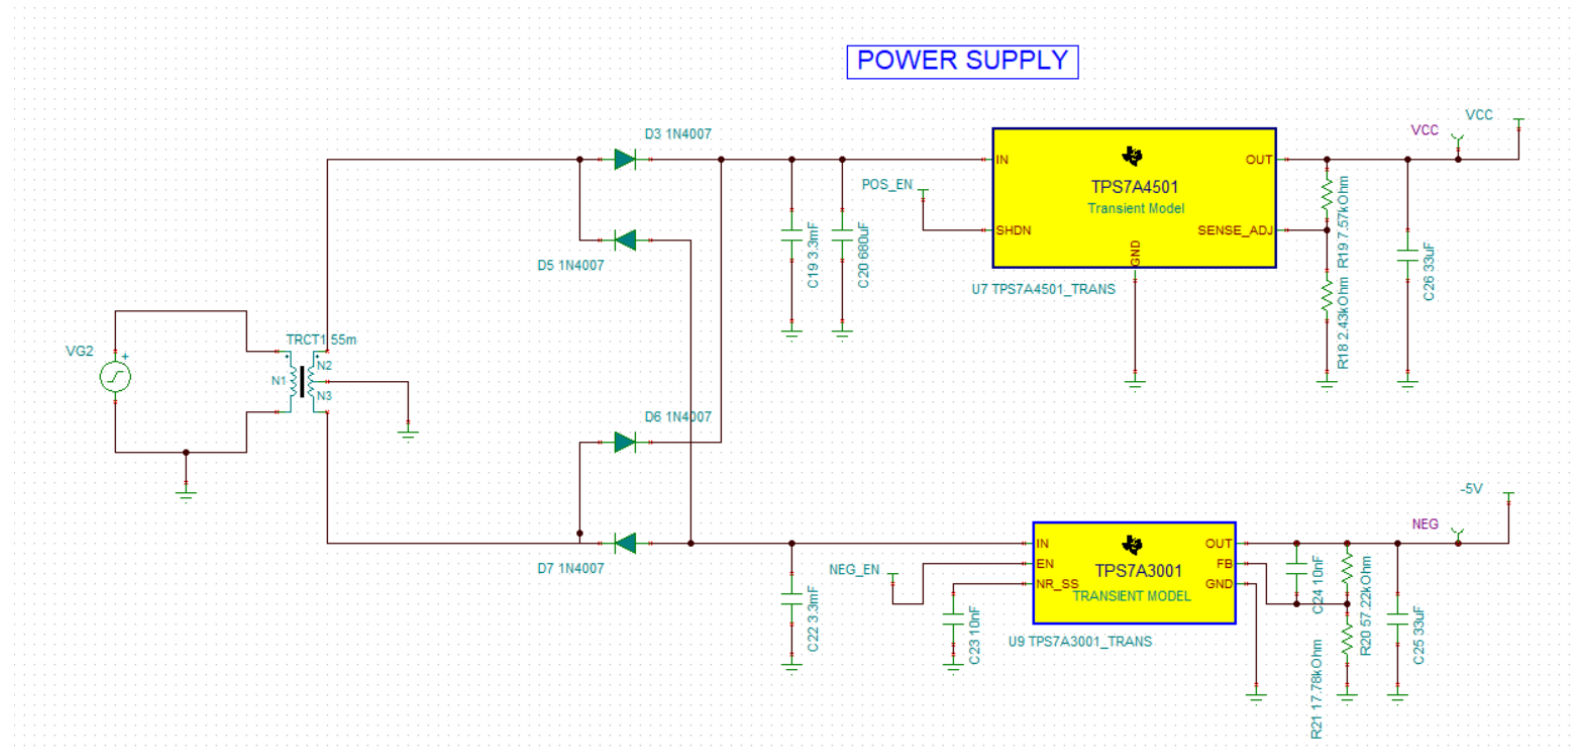 POWER SUPPLY
D3 1N4007
VCC
VCC
IN
OUT
TPS7A4501
Transient Model
POS_EN
SHDN
SENSE_ADJ
GND
U7 TPS7A4501_TRANS
D5 1N4007
C19 3.3mF
C20 680uF
R19 7.57kOhm
R18 2.43kOhm
C26 33uF
VG2
+
TRCT1 55m
N1
N2
N3
D6 1N4007
D7 1N4007
-5V
NEG
IN
OUT
EN
FB
NR_SS
GND
TPS7A3001
TRANSIENT MODEL
NEG_EN
U9 TPS7A3001_TRANS
C22 3.3mF
C23 10nF
C24 10nF
R20 57.22kOhm
R21 17.78kOhm
C25 33uF